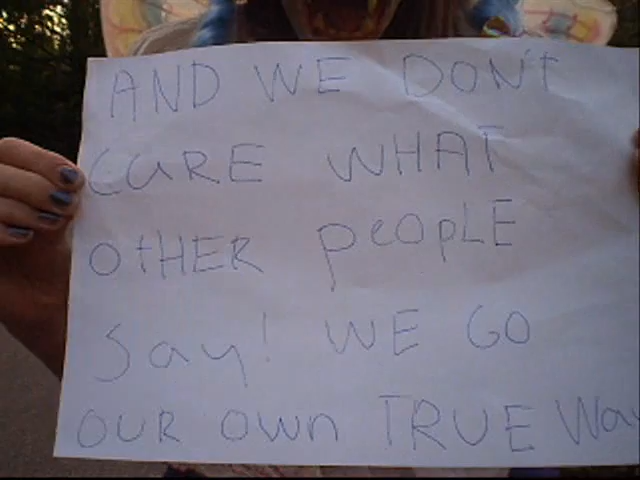 AND WE DON't
CaRE WHAT
OtHER peopLE
Say! WE GO
OUR own TRUE Way